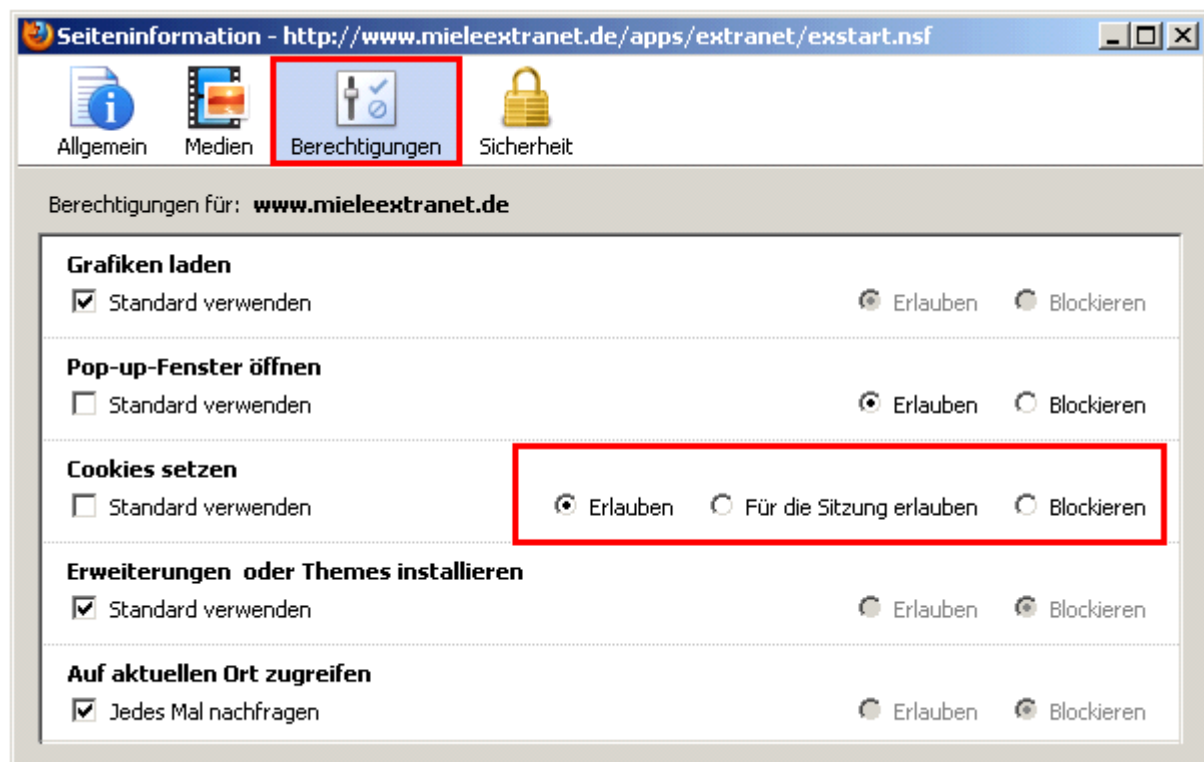 Seiteninformation - http://www.mieleextranet.de/apps/extranet/exstart.nsf
Allgemein Medien Berechtigungen Sicherheit
Berechtigungen für: www.mieleextranet.de
Grafiken laden
Standard verwenden Erlauben Blockieren
Pop-up-Fenster öffnen
Standard verwenden Erlauben Blockieren
Cookies setzen
Standard verwenden Erlauben Für die Sitzung erlauben Blockieren
Erweiterungen oder Themes installieren
Standard verwenden Erlauben Blockieren
Auf aktuellen Ort zugreifen
Jedes Mal nachfragen Erlauben Blockieren